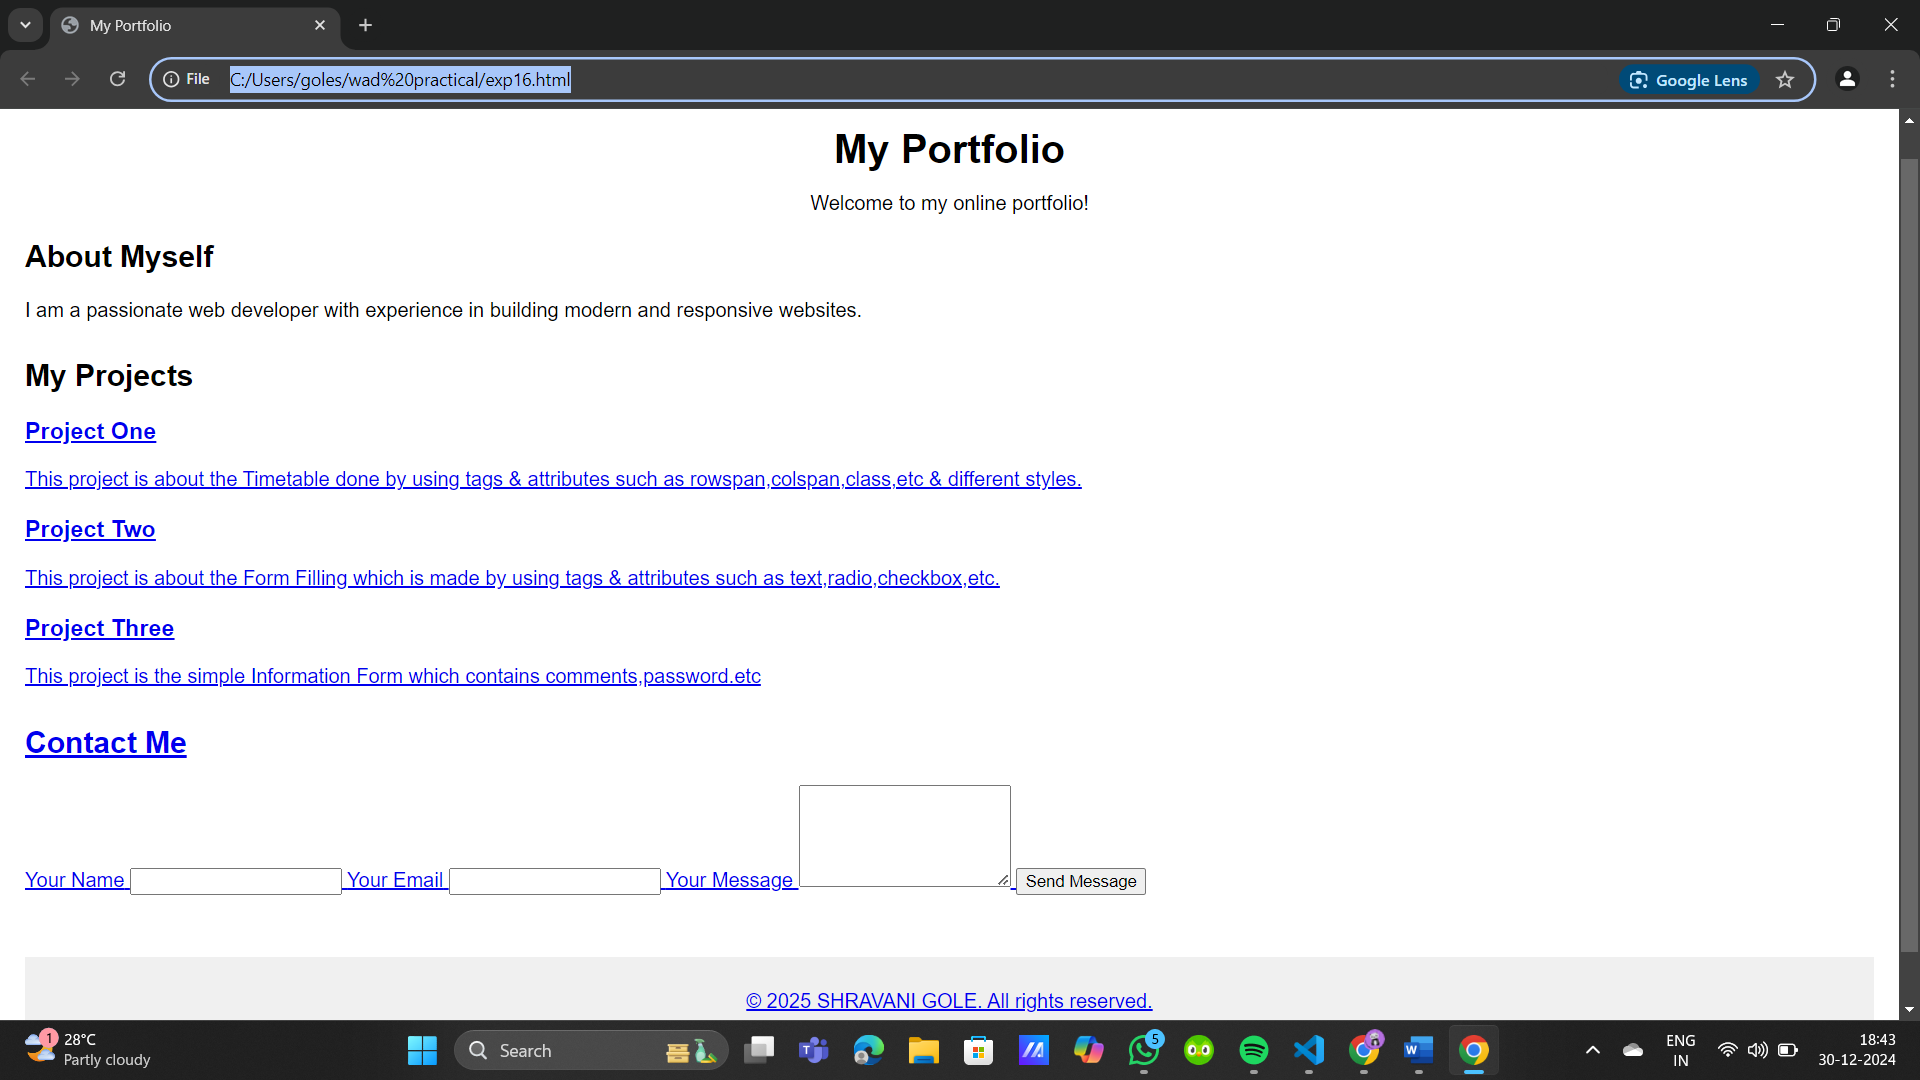 My Portfolio
File C:/Users/goles/wad%20practical/exp16.html Google Lens
My Portfolio
Welcome to my online portfolio!
About Myself
I am a passionate web developer with experience in building modern and responsive websites.
My Projects
Project One
This project is about the Timetable done by using tags & attributes such as rowspan,colspan,class,etc & different styles.
Project Two
This project is about the Form Filling which is made by using tags & attributes such as text,radio,checkbox,etc.
Project Three
This project is the simple Information Form which contains comments,password.etc
Contact Me
Your Name Your Email Your Message Send Message
© 2025 SHRAVANI GOLE. All rights reserved.
1 28°C
Partly cloudy
Search
T
5
W
ENG
IN
18:43
30-12-2024